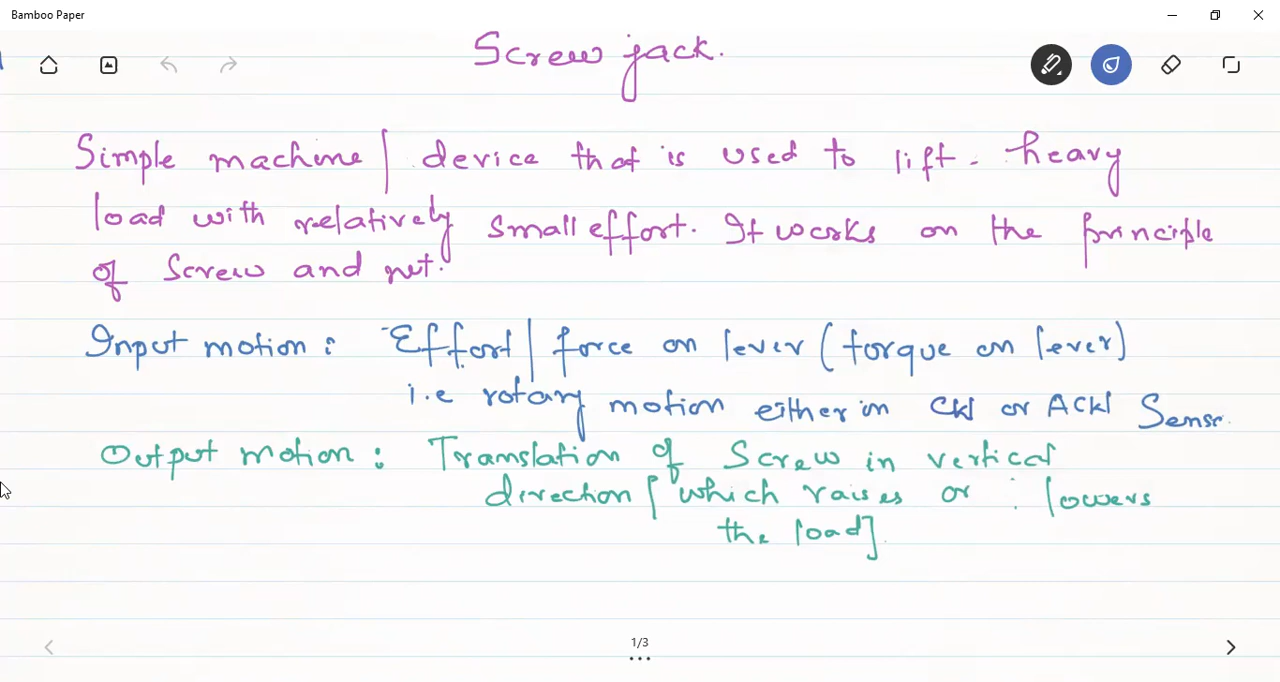 Bamboo Paper
Screw jack.
Simple machine | device that is used to lift. heavy
load with relatively small effort. It works on the principle
of Screw and nut.
Input motion : Effort | force on lever (torque on lever)
i.e rotary motion either in CKW or ACKW Sense.
Output motion : Translation of Screw in vertical
direction [which raises or lowers
the load].
1/3